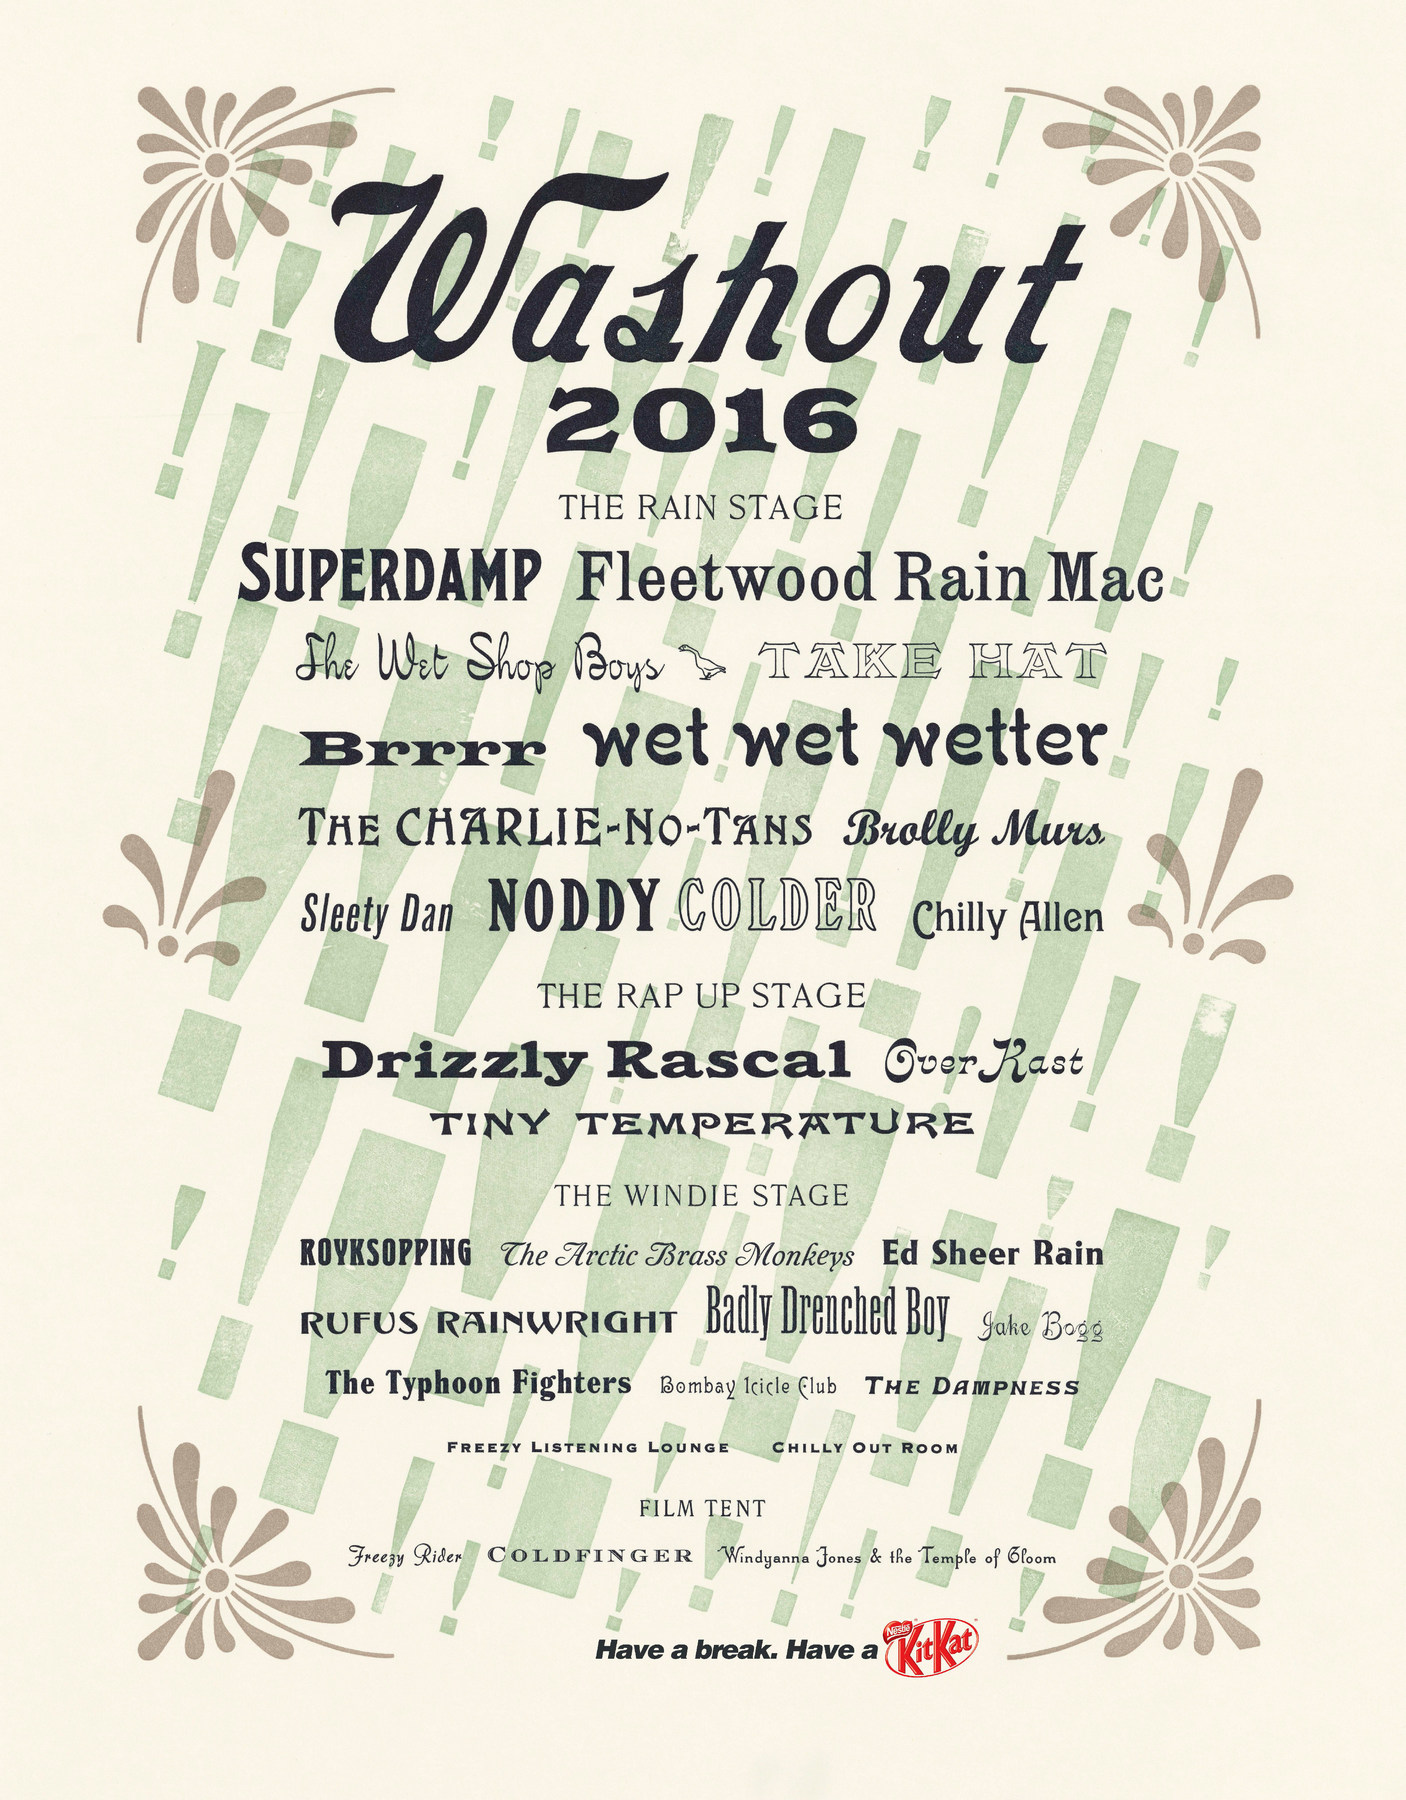 Washout
2016
THE RAIN STAGE
SUPERDAMP Fleetwood Rain Mac
The Wet Shop Boys TAKE HAT
Brrrr wet wet wetter
THE CHARLIE-NO-TANS Brolly Murs
Sleety Dan NODDY COLDER Chilly Allen
THE RAP UP STAGE
Drizzly Rascal OverKast
TINY TEMPERATURE
THE WINDIE STAGE
ROYKSOPPING The Arctic Brass Monkeys Ed Sheer Rain
RUFUS RAINWRIGHT Badly Drenched Boy Jake Bogg
The Typhoon Fighters Bombay Icicle Club THE DAMPNESS
FREEZY LISTENING LOUNGE CHILLY OUT ROOM
FILM TENT
Freezy Rider COLDFINGER Windyanna Jones & the Temple of Gloom
Have a break. Have a Nestlé KitKat